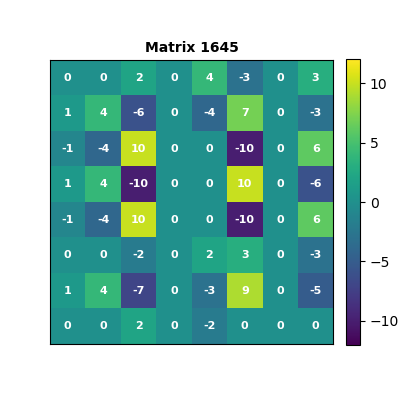 Matrix 1645
0 0 2 0 4 -3 0 3
1 4 -6 0 -4 7 0 -3
-1 -4 10 0 0 -10 0 6
1 4 -10 0 0 10 0 -6
-1 -4 10 0 0 -10 0 6
0 0 -2 0 2 3 0 -3
1 4 -7 0 -3 9 0 -5
0 0 2 0 -2 0 0 0
10
5
0
−5
−10